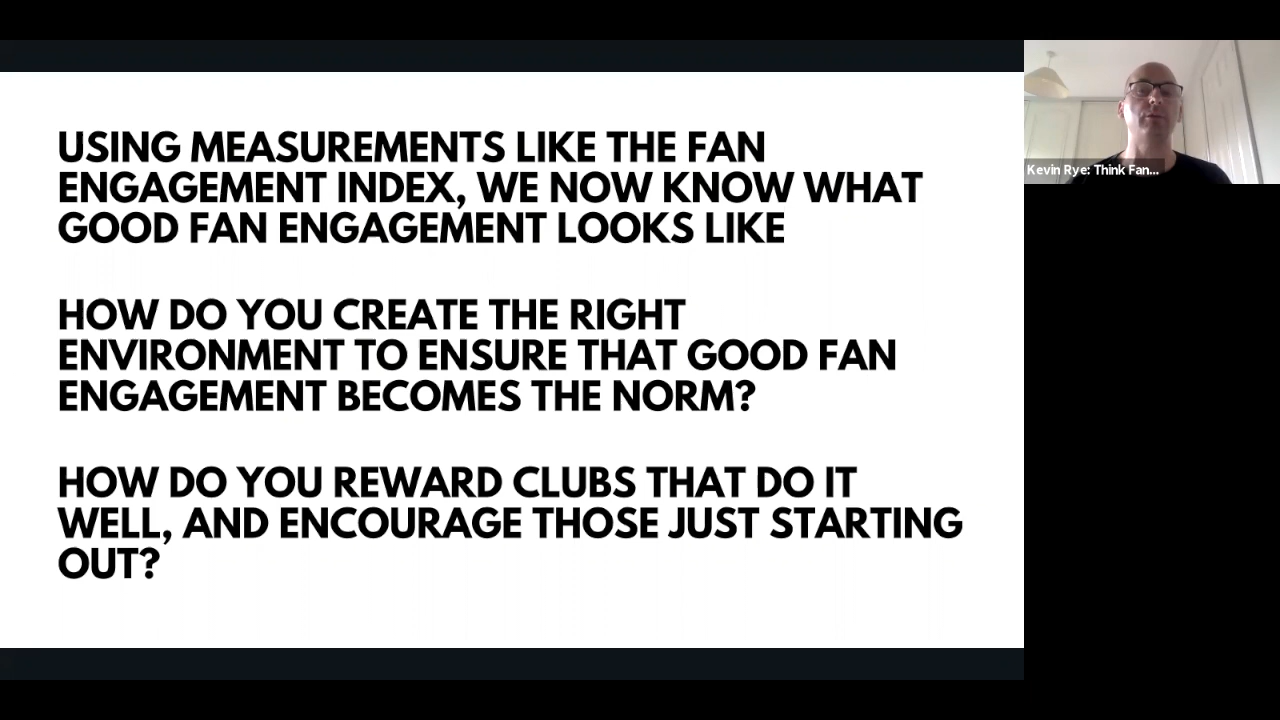 USING MEASUREMENTS LIKE THE FAN
ENGAGEMENT INDEX, WE NOW KNOW WHAT
GOOD FAN ENGAGEMENT LOOKS LIKE
HOW DO YOU CREATE THE RIGHT
ENVIRONMENT TO ENSURE THAT GOOD FAN
ENGAGEMENT BECOMES THE NORM?
HOW DO YOU REWARD CLUBS THAT DO IT
WELL, AND ENCOURAGE THOSE JUST STARTING
OUT?
Kevin Rye: Think Fan...